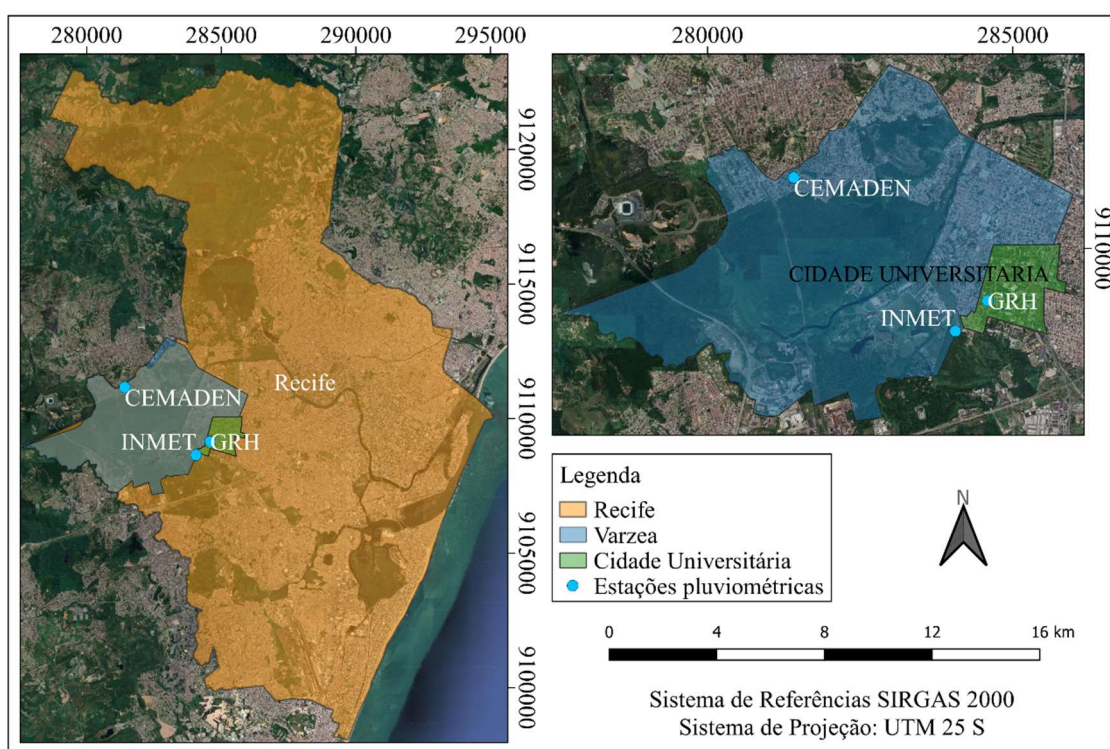 280000 285000 290000 295000
9120000
9115000
9110000
9105000
9100000
CEMADEN
INMET
GRH
Recife
280000 285000
9110000
CEMADEN
CIDADE UNIVERSITARIA
GRH
INMET
Legenda
Recife
Varzea
Cidade Universitária
Estações pluviométricas
N
0 4 8 12 16 km
Sistema de Referências SIRGAS 2000
Sistema de Projeção: UTM 25 S